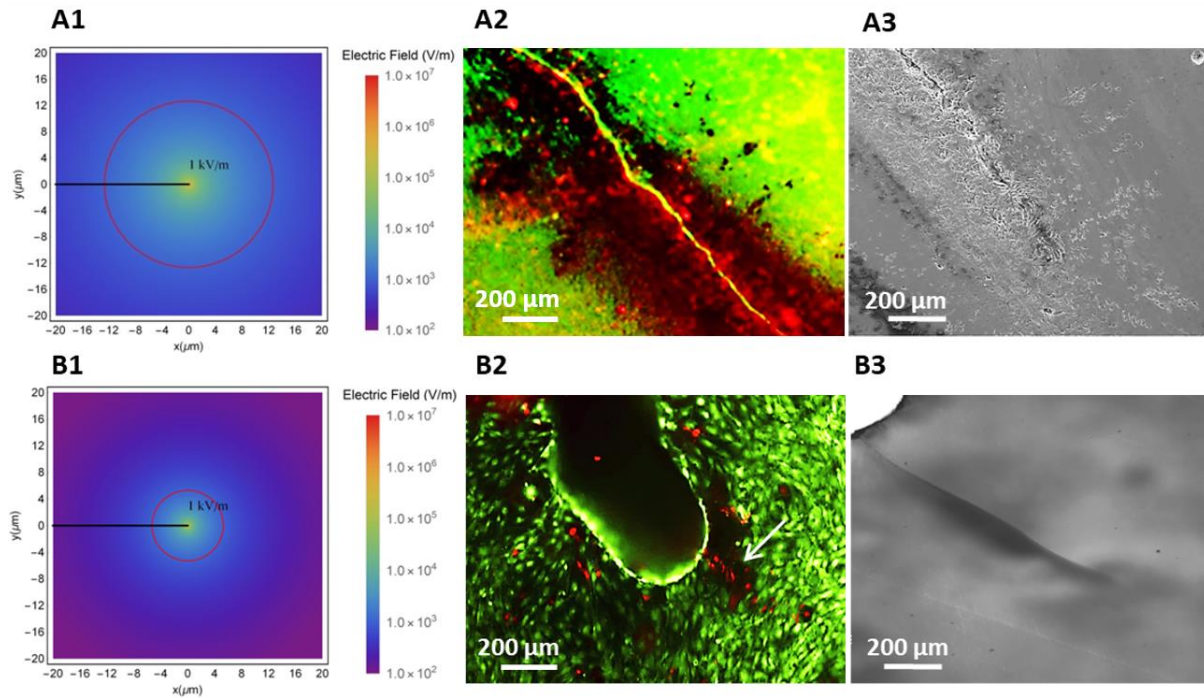 A1
A2
A3
20
16
12
8
4
0
−4
−8
−12
−16
−20
y(μm)
1 kV/m
−20 −16 −12 −8 −4 0 4 8 12 16 20
x(μm)
Electric Field (V/m)
1.0 × 10⁷
1.0 × 10⁶
1.0 × 10⁵
1.0 × 10⁴
1.0 × 10³
1.0 × 10²
200 μm
200 μm
B1
B2
B3
20
16
12
8
4
0
−4
−8
−12
−16
−20
y(μm)
1 kV/m
−20 −16 −12 −8 −4 0 4 8 12 16 20
x(μm)
Electric Field (V/m)
1.0 × 10⁷
1.0 × 10⁶
1.0 × 10⁵
1.0 × 10⁴
1.0 × 10³
1.0 × 10²
200 μm
200 μm